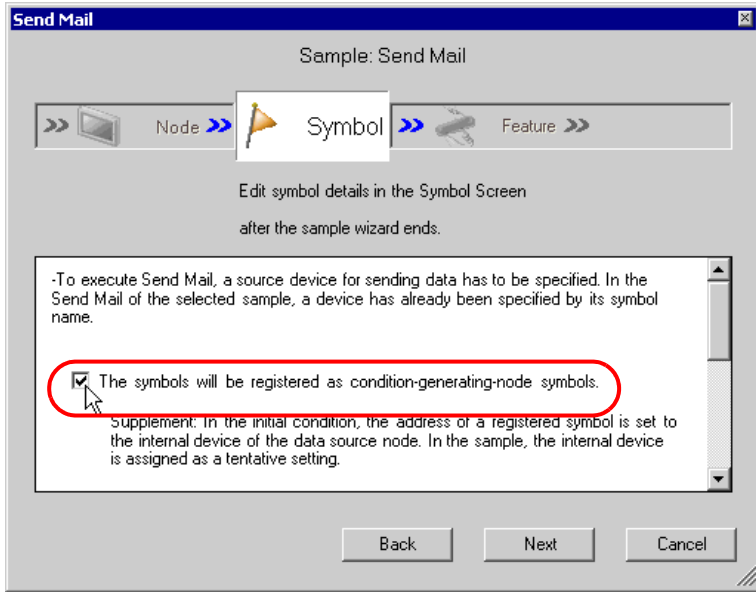 Send Mail
Sample: Send Mail
Node
Symbol
Feature
Edit symbol details in the Symbol Screen
after the sample wizard ends.
-To execute Send Mail, a source device for sending data has to be specified. In the
Send Mail of the selected sample, a device has already been specified by its symbol
name.
The symbols will be registered as condition-generating-node symbols.
Supplement: In the initial condition, the address of a registered symbol is set to
the internal device of the data source node. In the sample, the internal device
is assigned as a tentative setting.
Back Next Cancel